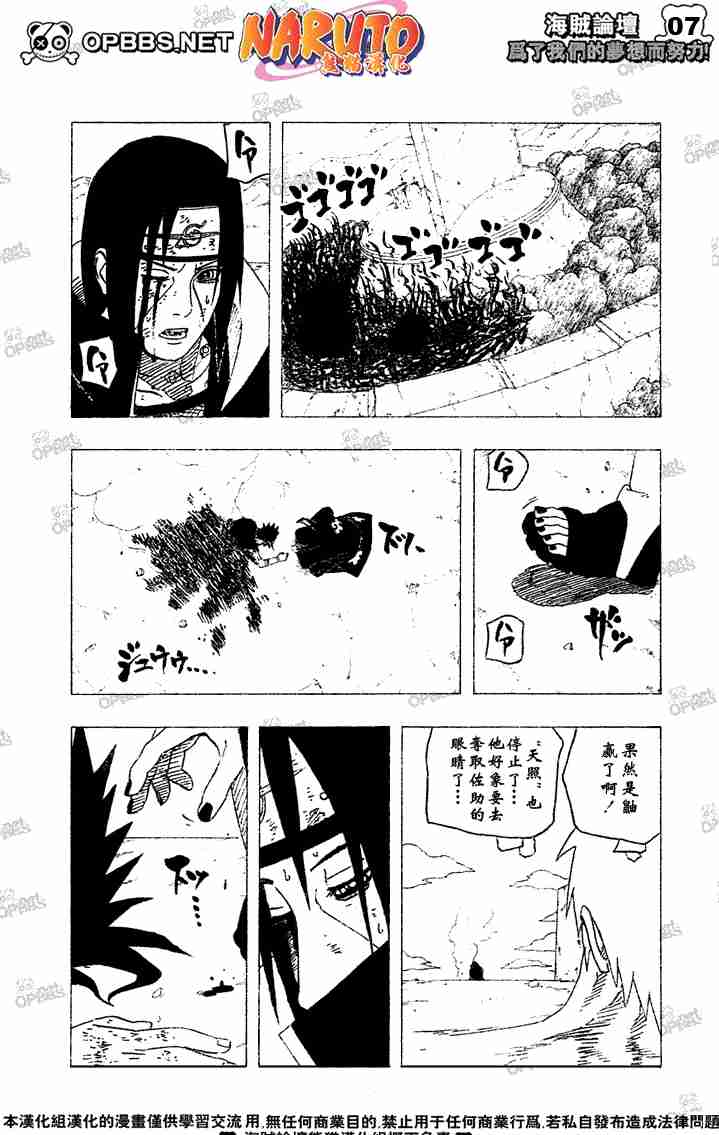 OPBBS.NET
NARUTO
海賊論壇
07
爲了我們的夢想而努力!
ゴゴゴゴ
ゴゴゴゴ
ズッ、
ザッ
ジュウゥ....
果然是鼬
贏了啊!
“天照”也
停止了…
他好象要去
奪取佐助的
眼睛了…
スッ…
本漢化組漢化的漫畫僅供學習交流 用,無任何商業目的,禁止用于任何商業行爲,若私自發布造成法律問題